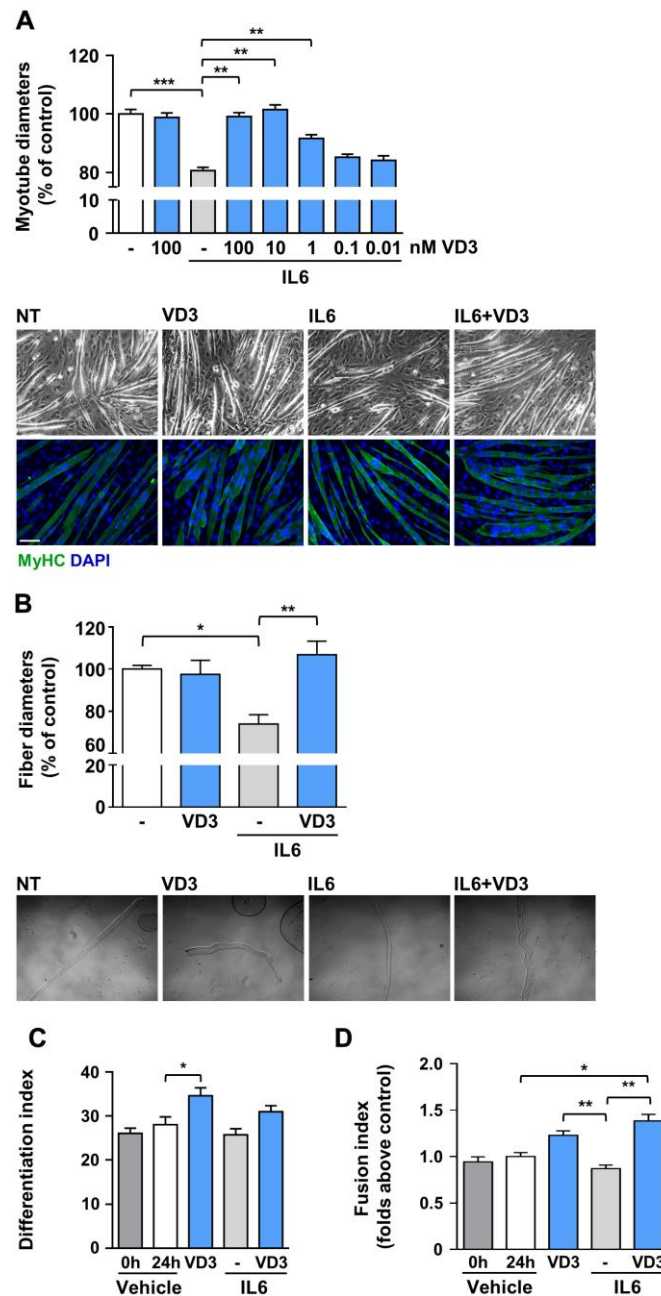 A
Myotube diameters
(% of control)
120
100
80
10
0
***
**
**
**
- 100 - 100 10 1 0.1 0.01 nM VD3
IL6
NT VD3 IL6 IL6+VD3
MyHC DAPI
B
Fiber diameters
(% of control)
120
100
80
60
20
0
*
**
- VD3 - VD3
IL6
NT VD3 IL6 IL6+VD3
C
Differentiation index
40
30
20
10
0
*
0h 24h VD3 - VD3
Vehicle IL6
D
Fusion index
(folds above control)
2.0
1.5
1.0
0.5
0.0
*
**
**
0h 24h VD3 - VD3
Vehicle IL6